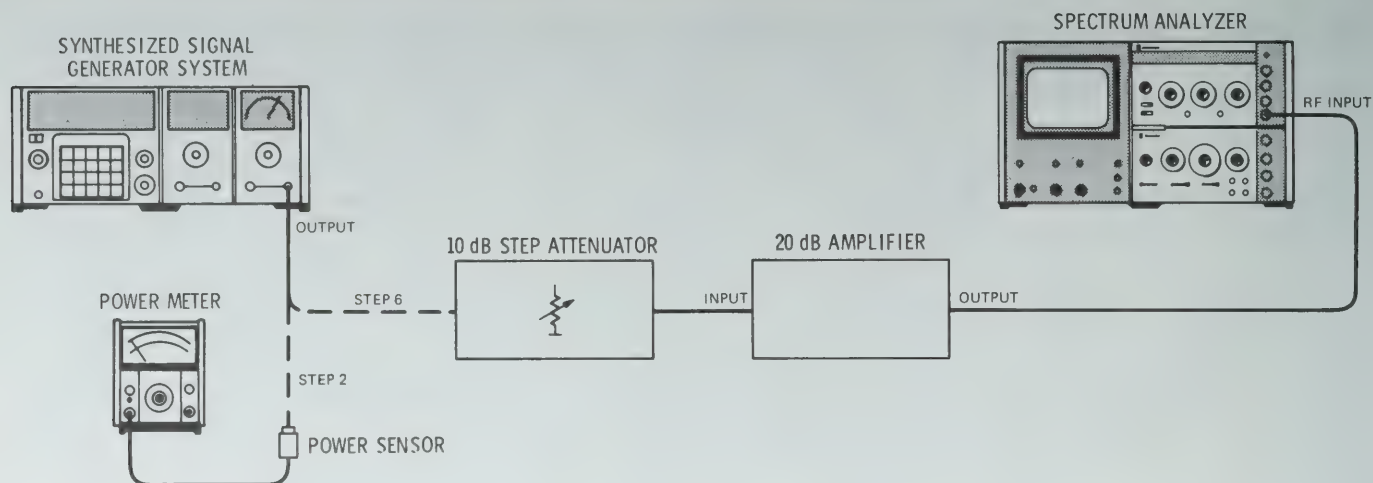 SPECTRUM ANALYZER
SYNTHESIZED SIGNAL
GENERATOR SYSTEM
RF INPUT
OUTPUT
10 dB STEP ATTENUATOR
20 dB AMPLIFIER
POWER METER
STEP 6
INPUT
OUTPUT
STEP 2
POWER SENSOR